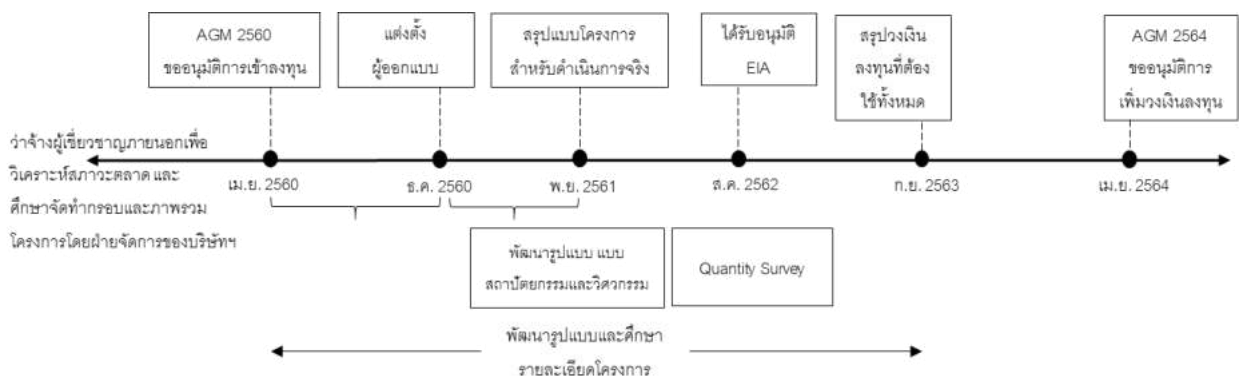 AGM 2560
ขออนุมัติการเข้าลงทุน
แต่งตั้ง
ผู้ออกแบบ
สรุปแบบโครงการ
สำหรับดำเนินการจริง
ได้รับอนุมัติ
EIA
สรุปวงเงิน
ลงทุนที่ต้อง
ใช้ทั้งหมด
AGM 2564
ขออนุมัติการ
เพิ่มวงเงินลงทุน
ว่าจ้างผู้เชี่ยวชาญภายนอกเพื่อ
วิเคราะห์สภาวะตลาด และ
ศึกษาจัดทำกรอบและภาพรวม
โครงการโดยฝ่ายจัดการของบริษัทฯ
เม.ย. 2560
ธ.ค. 2560
พ.ย. 2561
ส.ค. 2562
ก.ย. 2563
เม.ย. 2564
พัฒนารูปแบบ แบบ
สถาปัตยกรรมและวิศวกรรม
Quantity Survey
พัฒนารูปแบบและศึกษา
รายละเอียดโครงการ